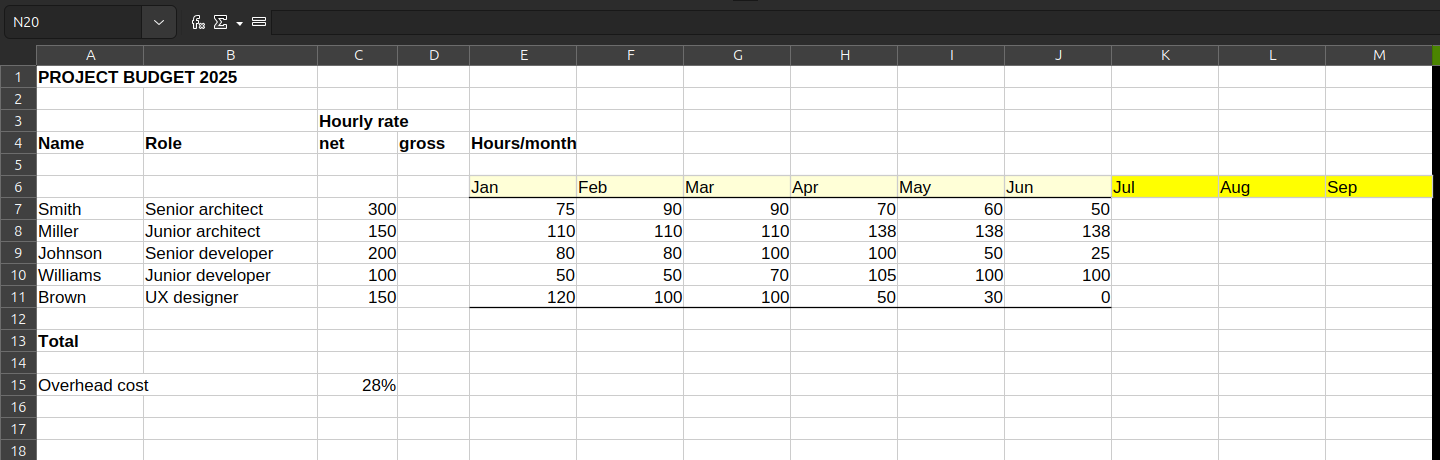 N20
A B C D E F G H I J K L M
1 PROJECT BUDGET 2025
2
3 Hourly rate
4 Name Role net gross Hours/month
5
6 Jan Feb Mar Apr May Jun Jul Aug Sep
7 Smith Senior architect 300 75 90 90 70 60 50
8 Miller Junior architect 150 110 110 110 138 138 138
9 Johnson Senior developer 200 80 80 100 100 50 25
10 Williams Junior developer 100 50 50 70 105 100 100
11 Brown UX designer 150 120 100 100 50 30 0
12
13 Total
14
15 Overhead cost 28%
16
17
18